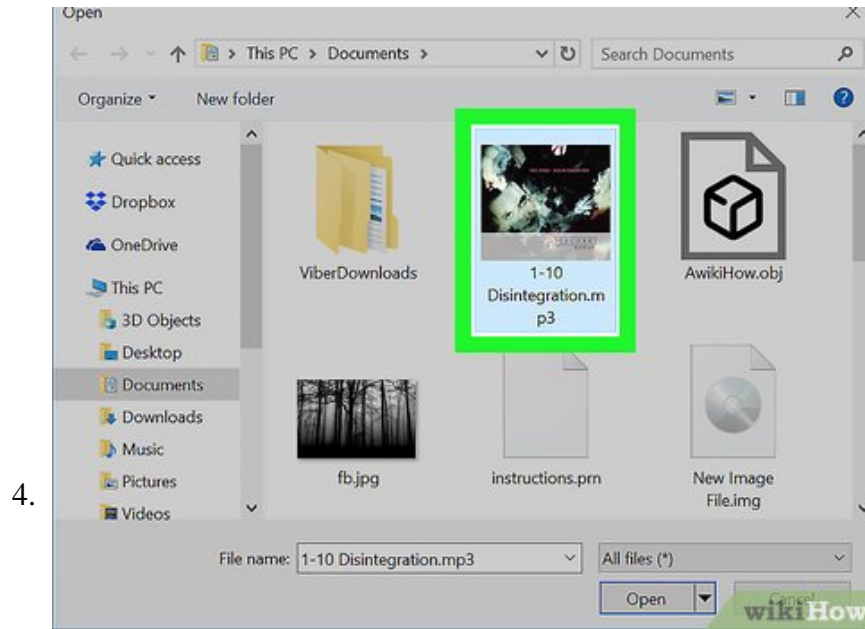 Open
This PC > Documents >
Search Documents
Organize
New folder
Quick access
Dropbox
OneDrive
This PC
3D Objects
Desktop
Documents
Downloads
Music
Pictures
Videos
ViberDownloads
1-10
Disintegration.m
p3
AwikiHow.obj
fb.jpg
instructions.prn
New Image
File.img
4.
File name: 1-10 Disintegration.mp3
All files (*)
Open
Cancel
wikiHow